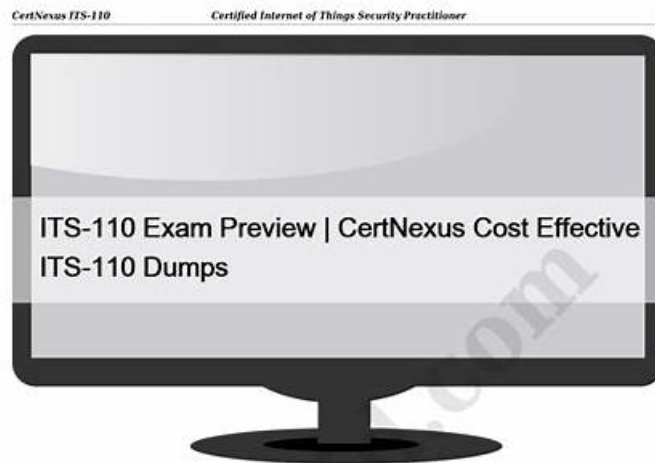 CertNexus ITS-110
Certified Internet of Things Security Practitioner
ITS-110 Exam Preview | CertNexus Cost Effective
ITS-110 Dumps